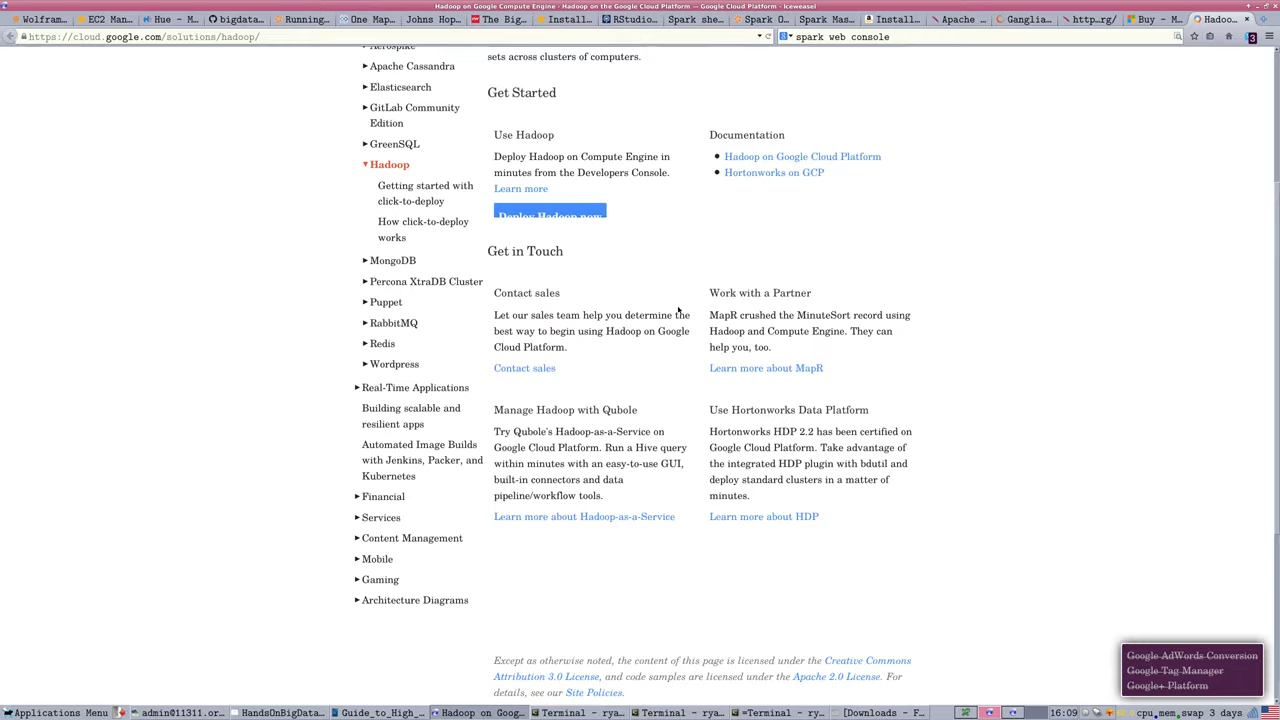 Hadoop on Google Compute Engine - Hadoop on the Google Cloud Platform — Google Cloud Platform - Iceweasel
Wolfram... EC2 Man... Hue - M... bigdata... Running... One Map... Johns Hop... The Big... Install... RStudio... Spark she... Spark O... Spark Mas... Install... Apache ... Ganglia... http...rg/ Buy - M... Hadoo...
https://cloud.google.com/solutions/hadoop/
spark web console
3
Aerospike
Apache Cassandra
Elasticsearch
GitLab Community
Edition
GreenSQL
Hadoop
Getting started with
click-to-deploy
How click-to-deploy
works
MongoDB
Percona XtraDB Cluster
Puppet
RabbitMQ
Redis
Wordpress
Real-Time Applications
Building scalable and
resilient apps
Automated Image Builds
with Jenkins, Packer, and
Kubernetes
Financial
Services
Content Management
Mobile
Gaming
Architecture Diagrams
sets across clusters of computers.
Get Started
Use Hadoop
Deploy Hadoop on Compute Engine in
minutes from the Developers Console.
Learn more
Deploy Hadoop now
Documentation
Hadoop on Google Cloud Platform
Hortonworks on GCP
Get in Touch
Contact sales
Let our sales team help you determine the
best way to begin using Hadoop on Google
Cloud Platform.
Contact sales
Work with a Partner
MapR crushed the MinuteSort record using
Hadoop and Compute Engine. They can
help you, too.
Learn more about MapR
Manage Hadoop with Qubole
Try Qubole's Hadoop-as-a-Service on
Google Cloud Platform. Run a Hive query
within minutes with an easy-to-use GUI,
built-in connectors and data
pipeline/workflow tools.
Learn more about Hadoop-as-a-Service
Use Hortonworks Data Platform
Hortonworks HDP 2.2 has been certified on
Google Cloud Platform. Take advantage of
the integrated HDP plugin with bdutil and
deploy standard clusters in a matter of
minutes.
Learn more about HDP
Except as otherwise noted, the content of this page is licensed under the Creative Commons
Attribution 3.0 License, and code samples are licensed under the Apache 2.0 License. For
details, see our Site Policies.
Google AdWords Conversion
Google Tag Manager
Google+ Platform
Applications Menu admin@11311.or... HandsOnBigData... Guide_to_High_... Hadoop on Goog... Terminal - rya... Terminal - rya... =Terminal - rya... [Downloads - F... 16:09 cpu mem swap 3 days